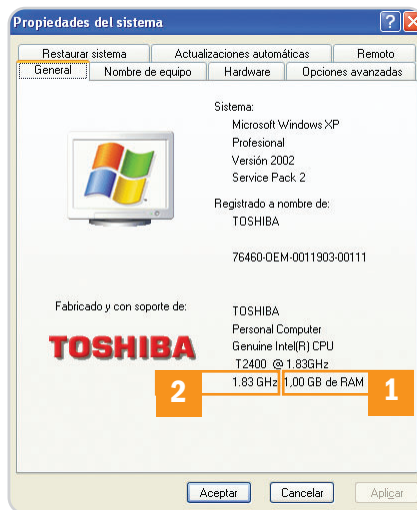 Propiedades del sistema
Restaurar sistema Actualizaciones automáticas Remoto
General Nombre de equipo Hardware Opciones avanzadas
Sistema:
Microsoft Windows XP
Profesional
Versión 2002
Service Pack 2
Registrado a nombre de:
TOSHIBA
76460-OEM-0011903-00111
Fabricado y con soporte de:
TOSHIBA
TOSHIBA
Personal Computer
Genuine Intel(R) CPU
T2400 @ 1.83GHz
2 1.83 GHz 1,00 GB de RAM 1
Aceptar Cancelar Aplicar